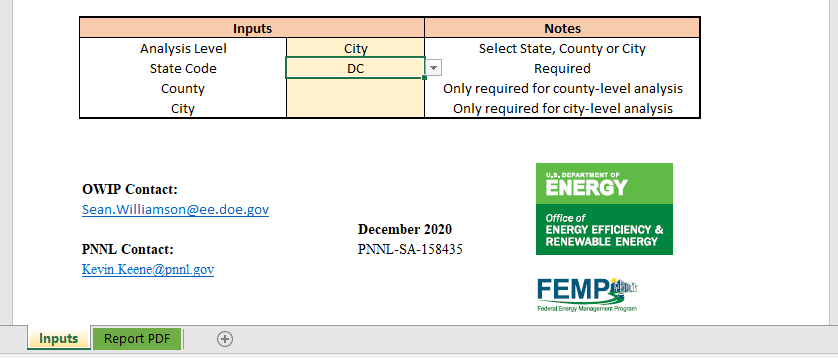 Inputs Notes
Analysis Level City Select State, County or City
State Code DC Required
County Only required for county-level analysis
City Only required for city-level analysis
OWIP Contact:
Sean.Williamson@ee.doe.gov
December 2020
PNNL Contact: PNNL-SA-158435
Kevin.Keene@pnnl.gov
U.S. DEPARTMENT OF
ENERGY
Office of
ENERGY EFFICIENCY &
RENEWABLE ENERGY
FEMP
Federal Energy Management Program
Inputs Report PDF